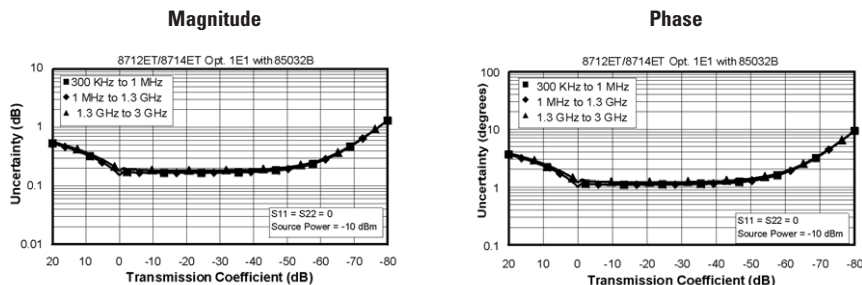 Magnitude
8712ET/8714ET Opt. 1E1 with 85032B
10
1
0.1
0.01
Uncertainty (dB)
300 KHz to 1 MHz
1 MHz to 1.3 GHz
1.3 GHz to 3 GHz
S11 = S22 = 0
Source Power = -10 dBm
20 10 0 -10 -20 -30 -40 -50 -60 -70 -80
Transmission Coefficient (dB)
Phase
8712ET/8714ET Opt. 1E1 with 85032B
100
10
1
0.1
Uncertainty (degrees)
300 KHz to 1 MHz
1 MHz to 1.3 GHz
1.3 GHz to 3 GHz
S11 = S22 = 0
Source Power = -10 dBm
20 10 0 -10 -20 -30 -40 -50 -60 -70 -80
Transmission Coefficient (dB)